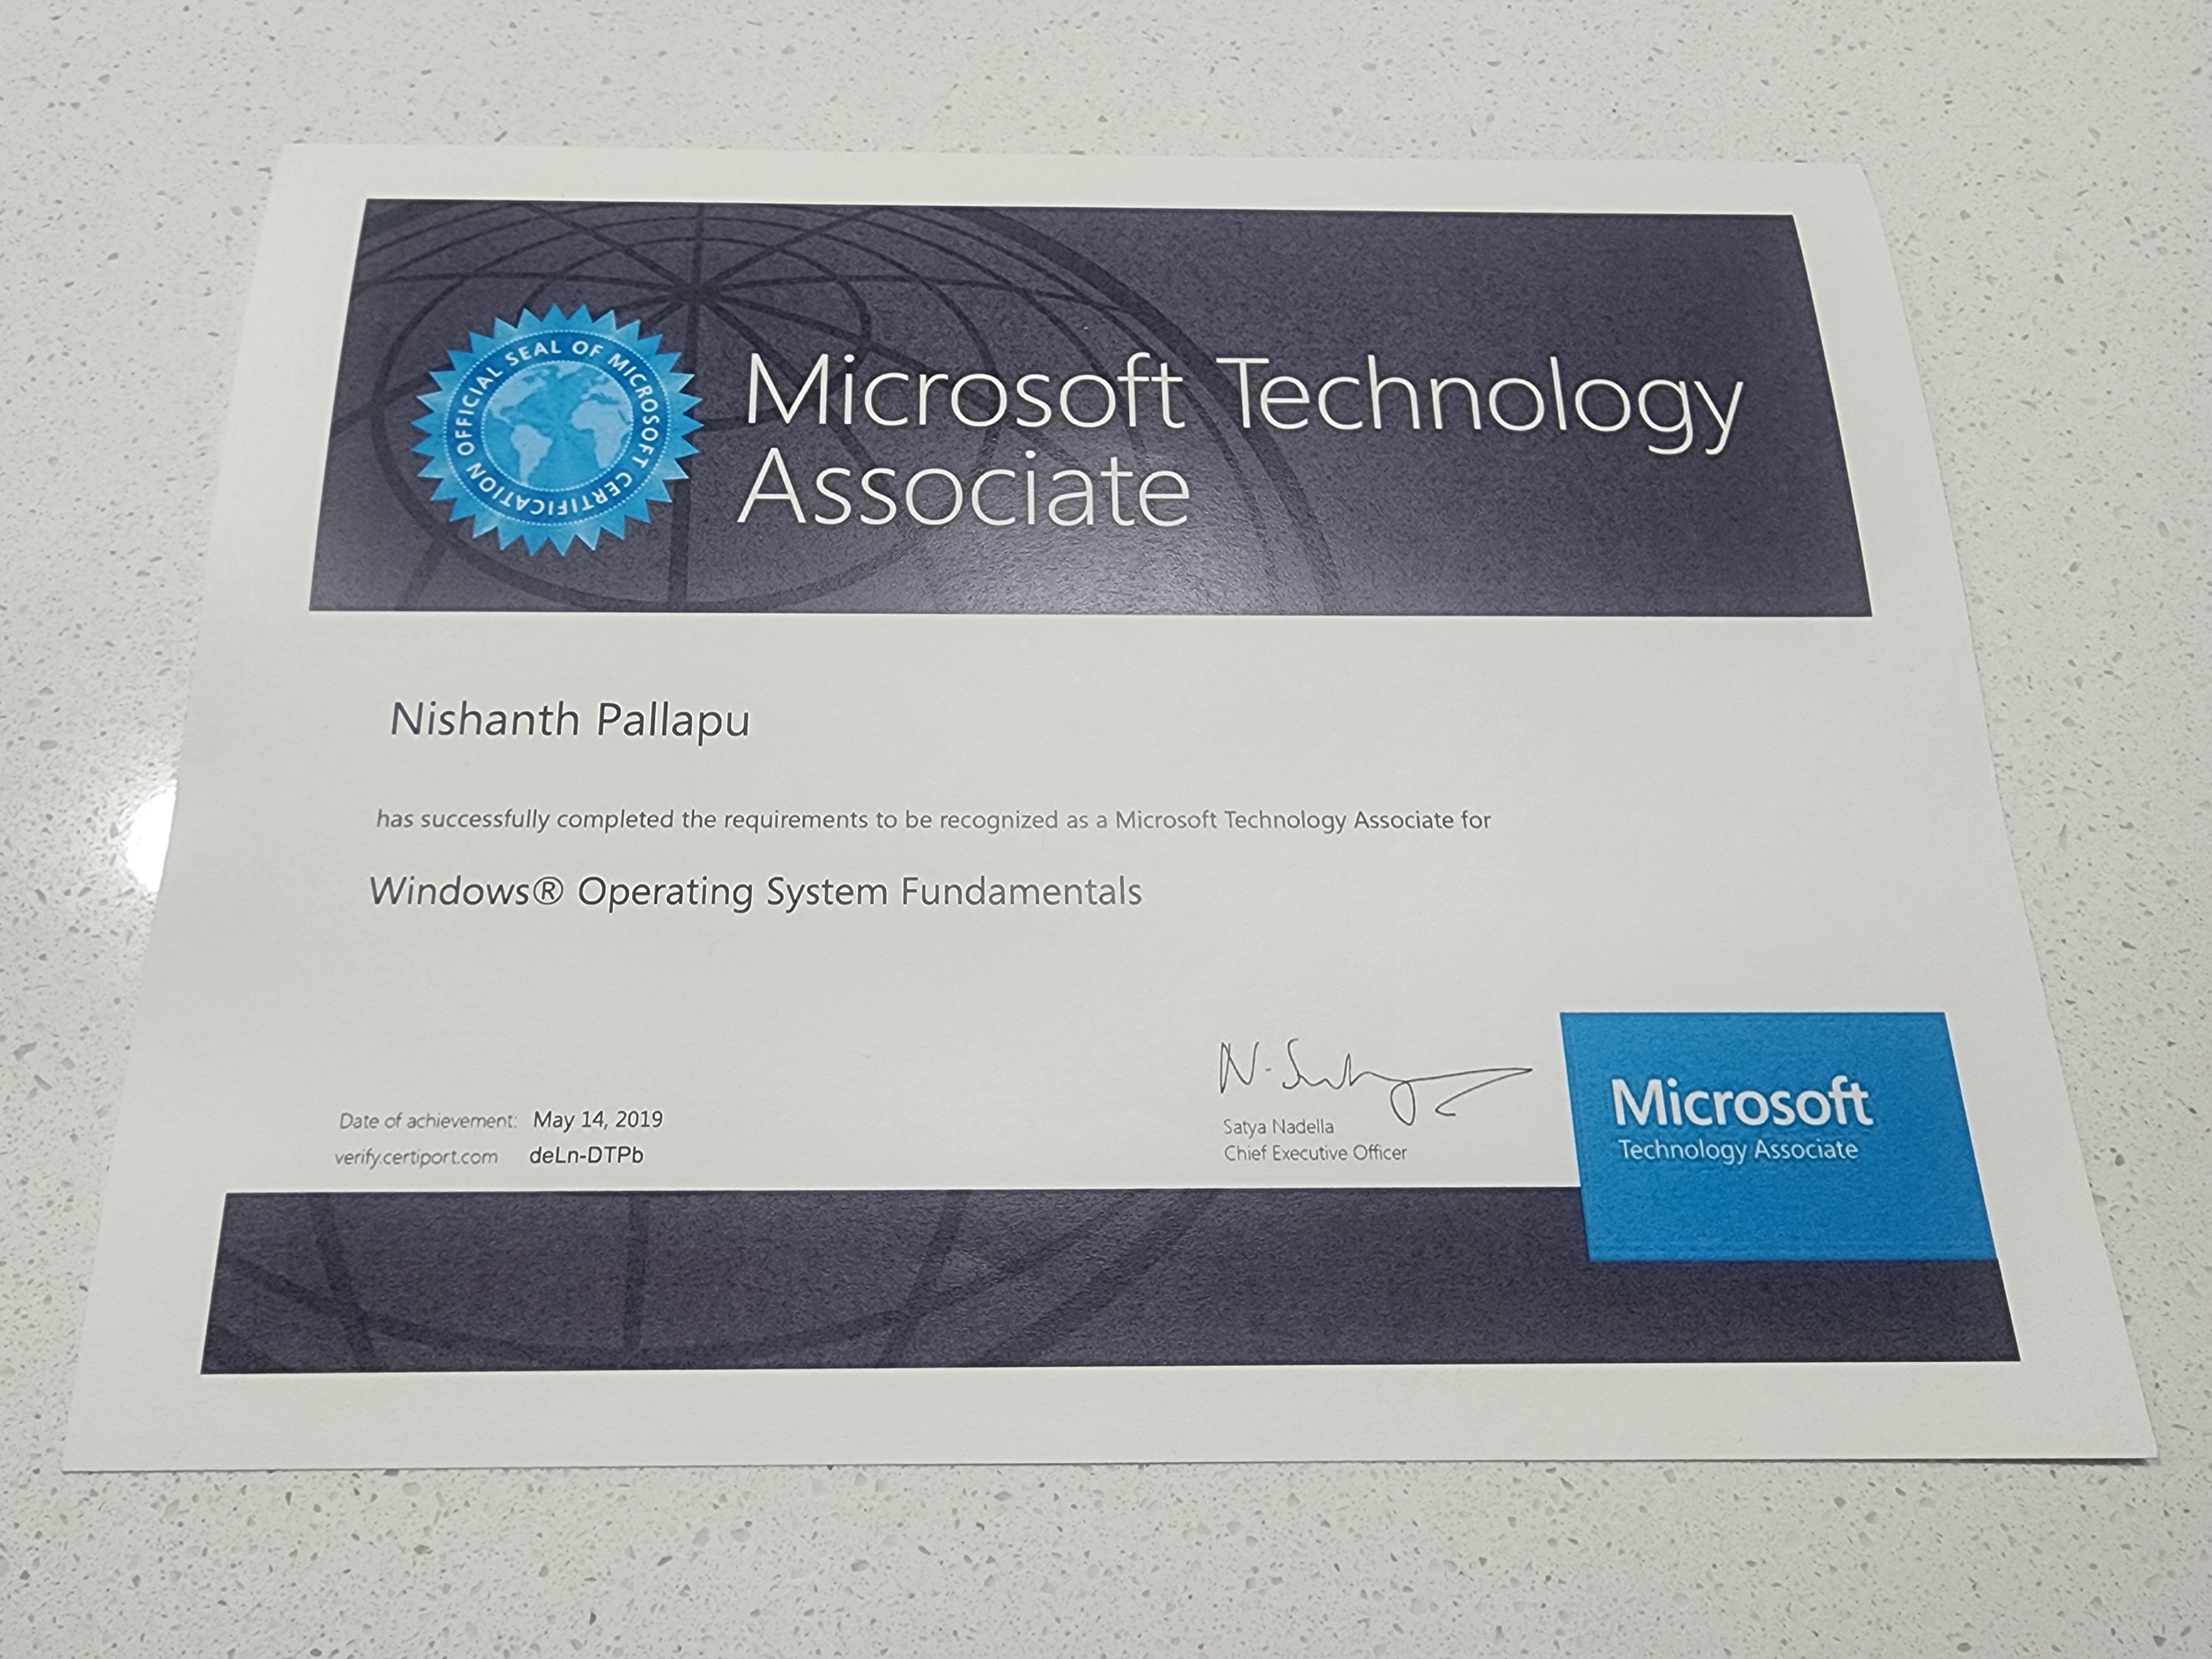 OFFICIAL SEAL OF MICROSOFT CERTIFICATION
Microsoft Technology
Associate
Nishanth Pallapu
has successfully completed the requirements to be recognized as a Microsoft Technology Associate for
Windows® Operating System Fundamentals
Date of achievement: May 14, 2019
verify.certiport.com deLn-DTPb
Satya Nadella
Chief Executive Officer
Microsoft
Technology Associate